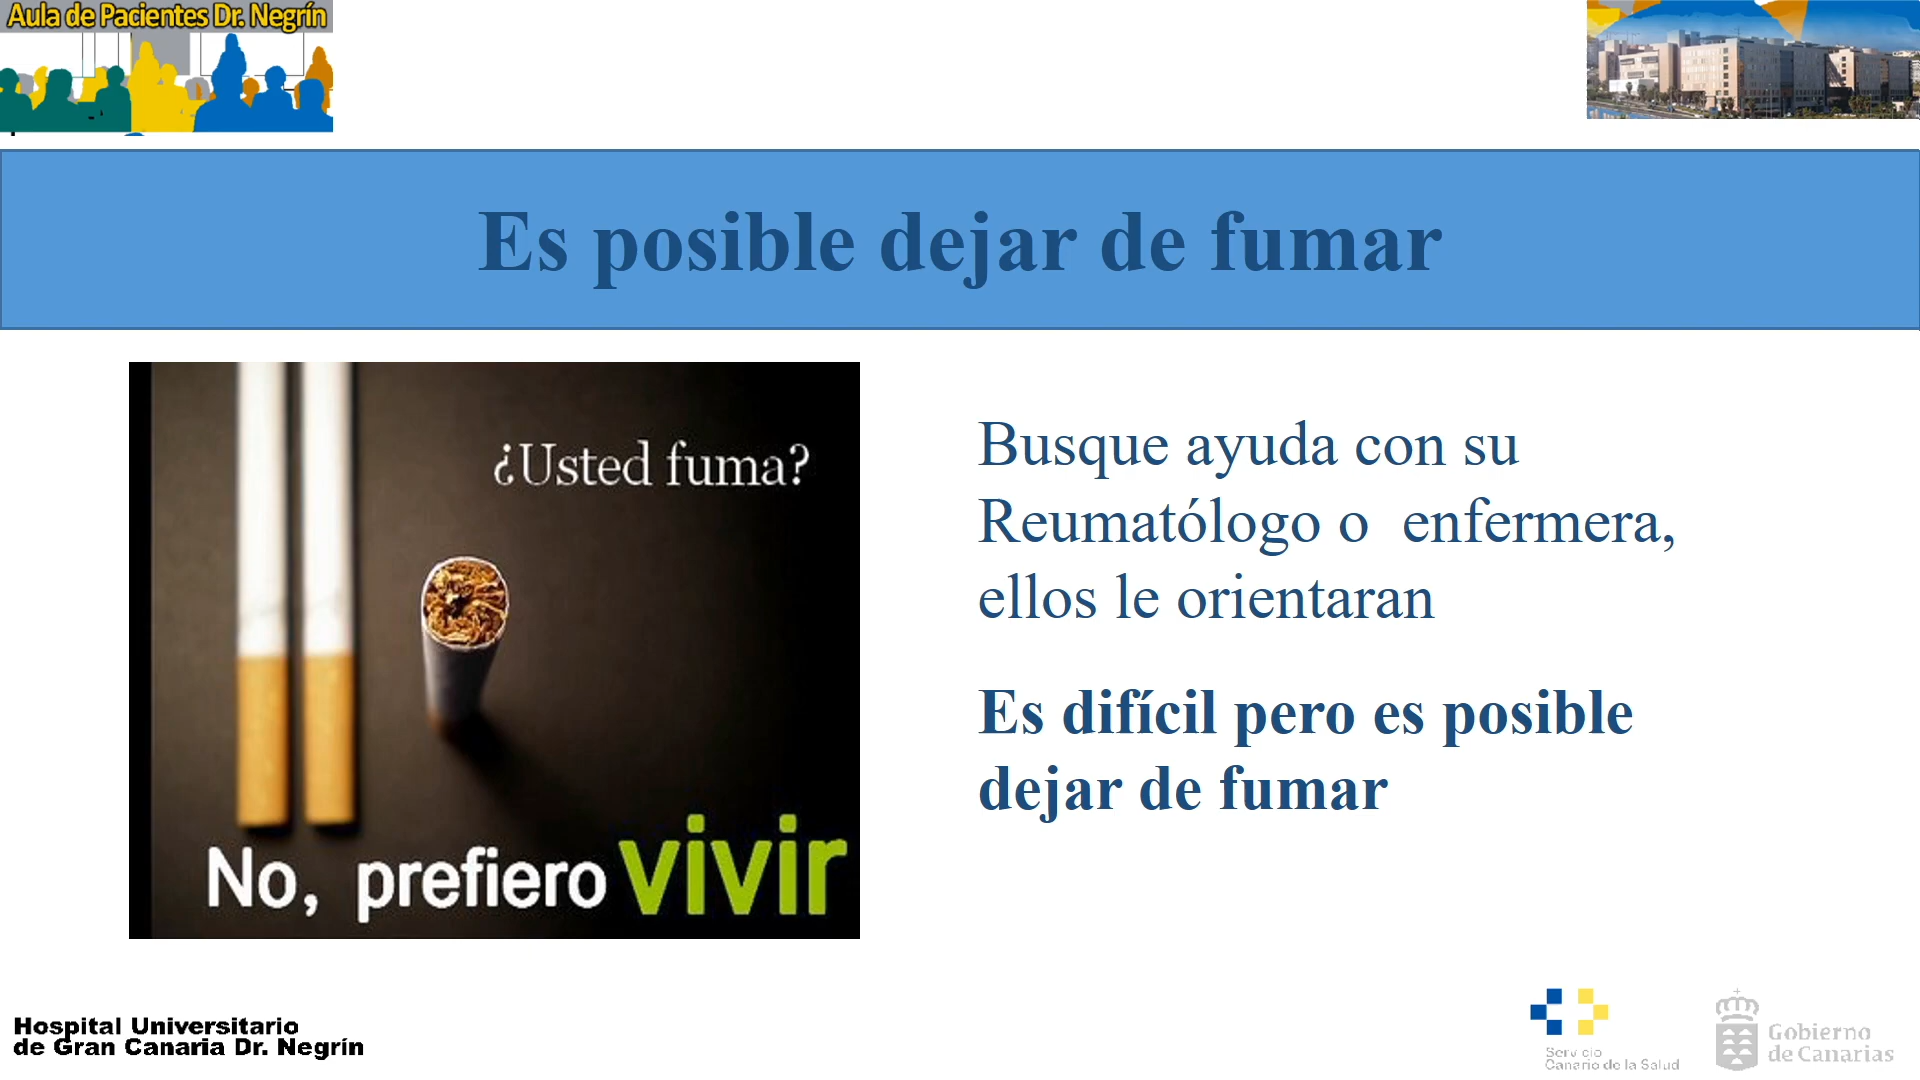 Aula de Pacientes Dr. Negrín
Es posible dejar de fumar
¿Usted fuma?
No, prefiero vivir
Busque ayuda con su
Reumatólogo o  enfermera,
ellos le orientaran
Es difícil pero es posible
dejar de fumar
Hospital Universitario
de Gran Canaria Dr. Negrín
Servicio
Canario de la Salud
Gobierno
de Canarias